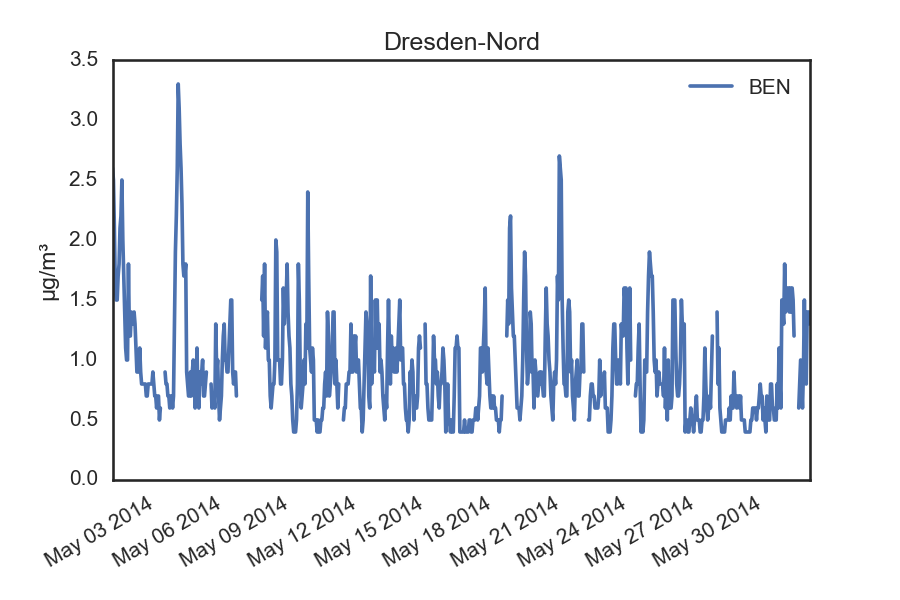 Dresden-Nord
BEN
µg/m³
3.5
3.0
2.5
2.0
1.5
1.0
0.5
0.0
May 03 2014
May 06 2014
May 09 2014
May 12 2014
May 15 2014
May 18 2014
May 21 2014
May 24 2014
May 27 2014
May 30 2014